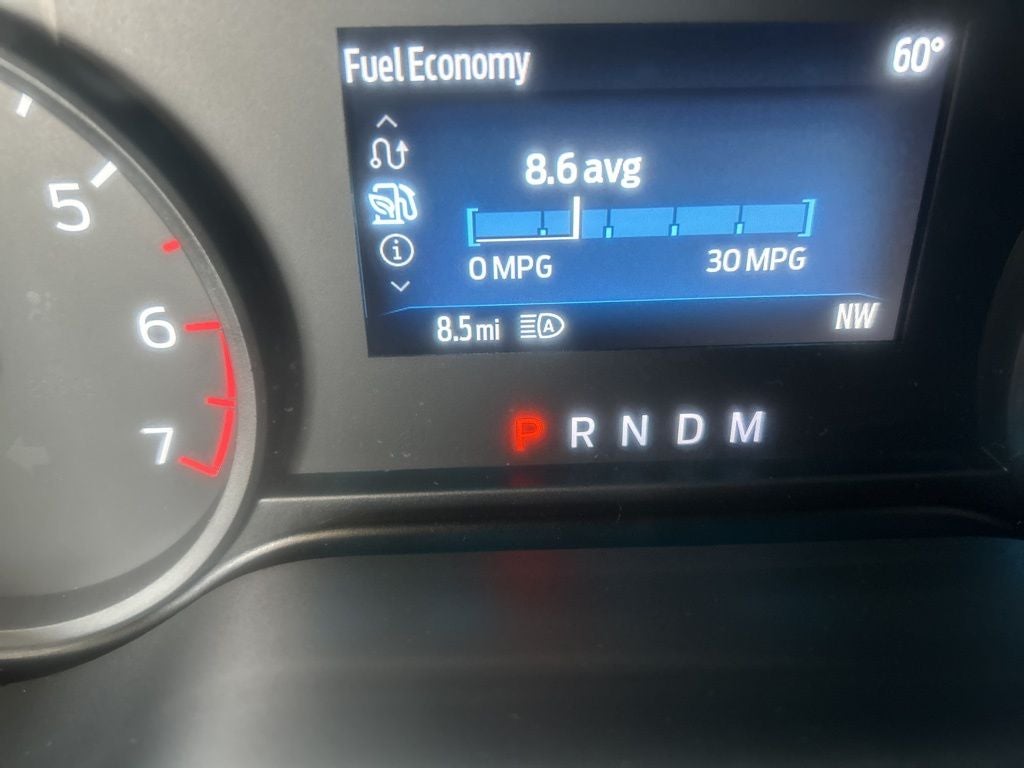 Fuel Economy 60°
8.6 avg
0 MPG 30 MPG
8.5 mi A NW
P R N D M
5
6
7